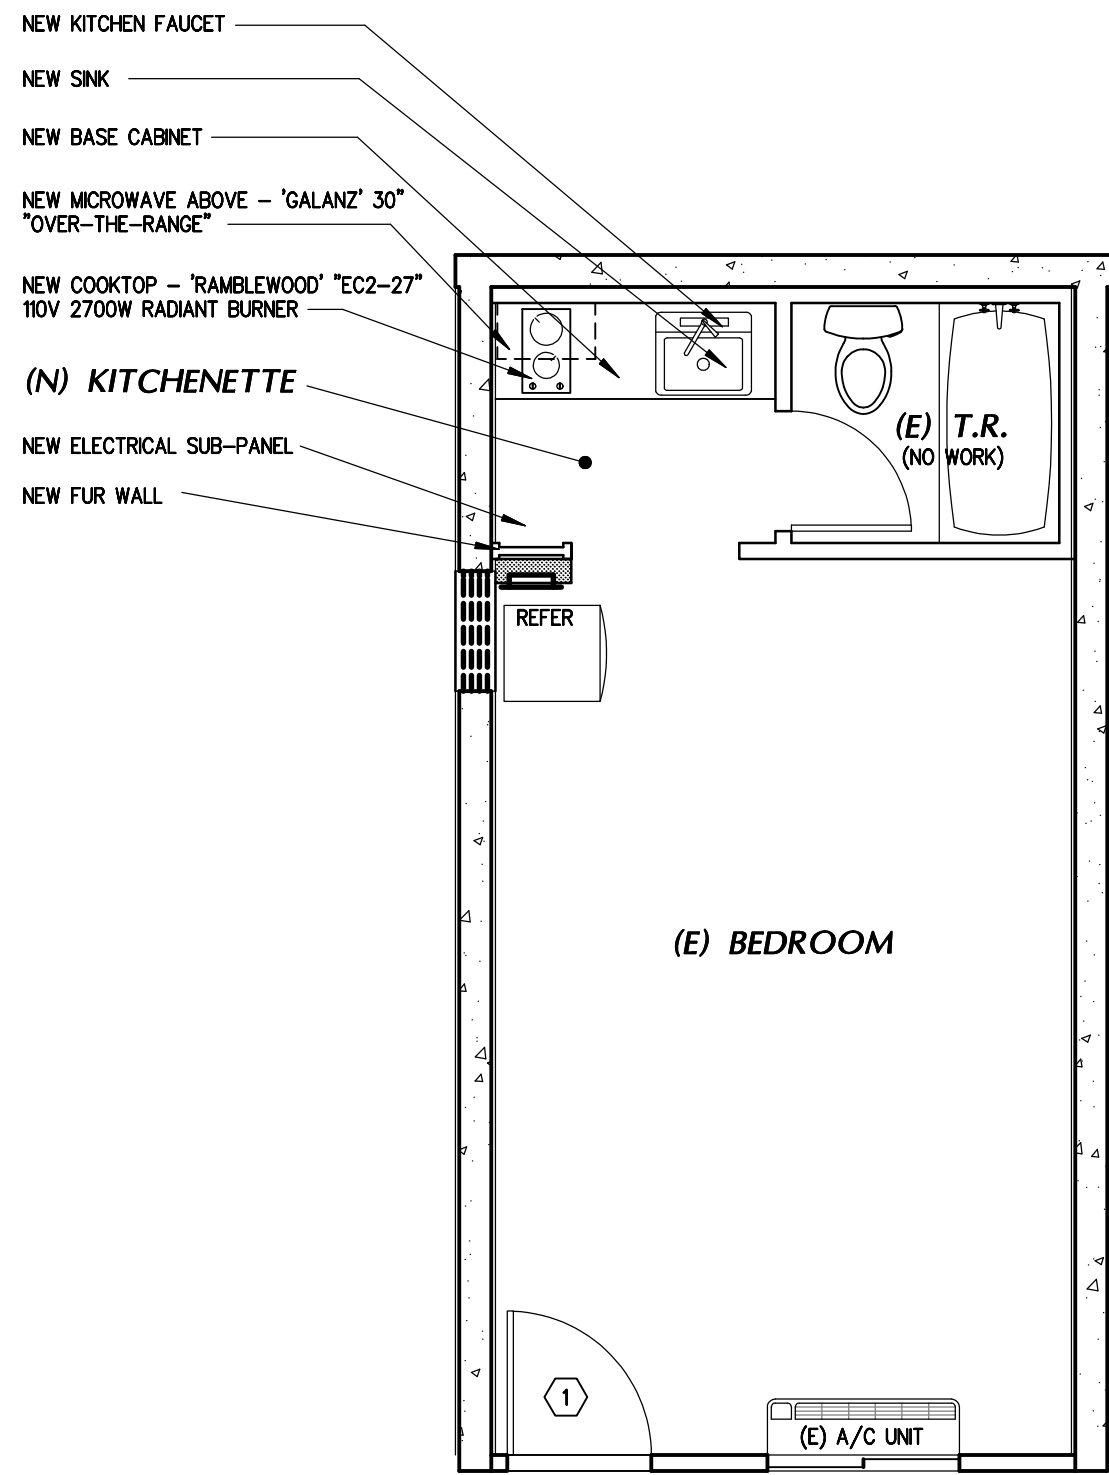 NEW KITCHEN FAUCET
NEW SINK
NEW BASE CABINET
NEW MICROWAVE ABOVE – 'GALANZ' 30"
"OVER–THE–RANGE"
NEW COOKTOP – 'RAMBLEWOOD' "EC2–27"
110V 2700W RADIANT BURNER
(N) KITCHENETTE
NEW ELECTRICAL SUB–PANEL
NEW FUR WALL
(E) T.R.
(NO WORK)
REFER
(E) BEDROOM
1
(E) A/C UNIT